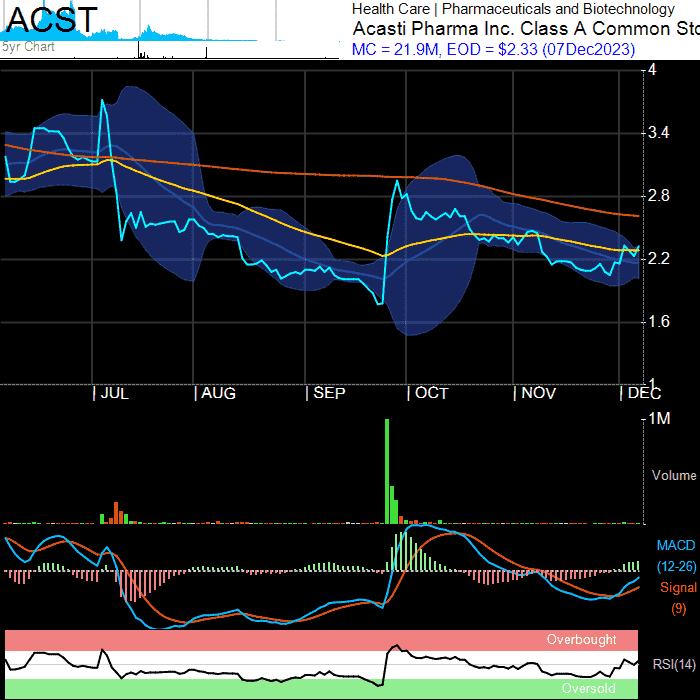 ACST
5yr Chart
Health Care | Pharmaceuticals and Biotechnology
Acasti Pharma Inc. Class A Common Sto
MC = 21.9M, EOD = $2.33 (07Dec2023)
4
3.4
2.8
2.2
1.6
1
| JUL | AUG | SEP | OCT | NOV | DEC
1M
Volume
MACD
(12-26)
Signal
(9)
Overbought
RSI(14)
Oversold